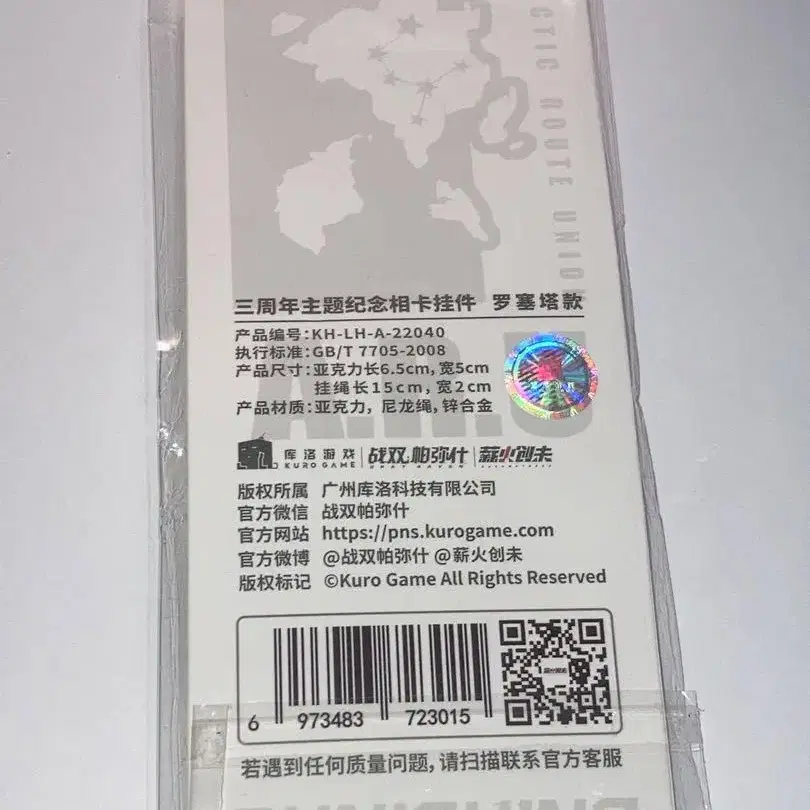 CTIC ROUTE UNION
三周年主题纪念相卡挂件 罗塞塔款
产品编号:KH-LH-A-22040
执行标准:GB/T 7705-2008
产品尺寸:亚克力长6.5cm,宽5cm
挂绳长15cm,宽2cm
产品材质:亚克力,尼龙绳,锌合金
A.R.U
库洛游戏 KURO GAME | 战双帕弥什 GRAY RAVEN | 薪火创未
版权所属 广州库洛科技有限公司
官方微信 战双帕弥什
官方网站 https://pns.kurogame.com
官方微博 @战双帕弥什 @薪火创未
版权标记 ©Kuro Game All Rights Reserved
6 973483 723015
若遇到任何质量问题,请扫描联系官方客服
PUNISHING